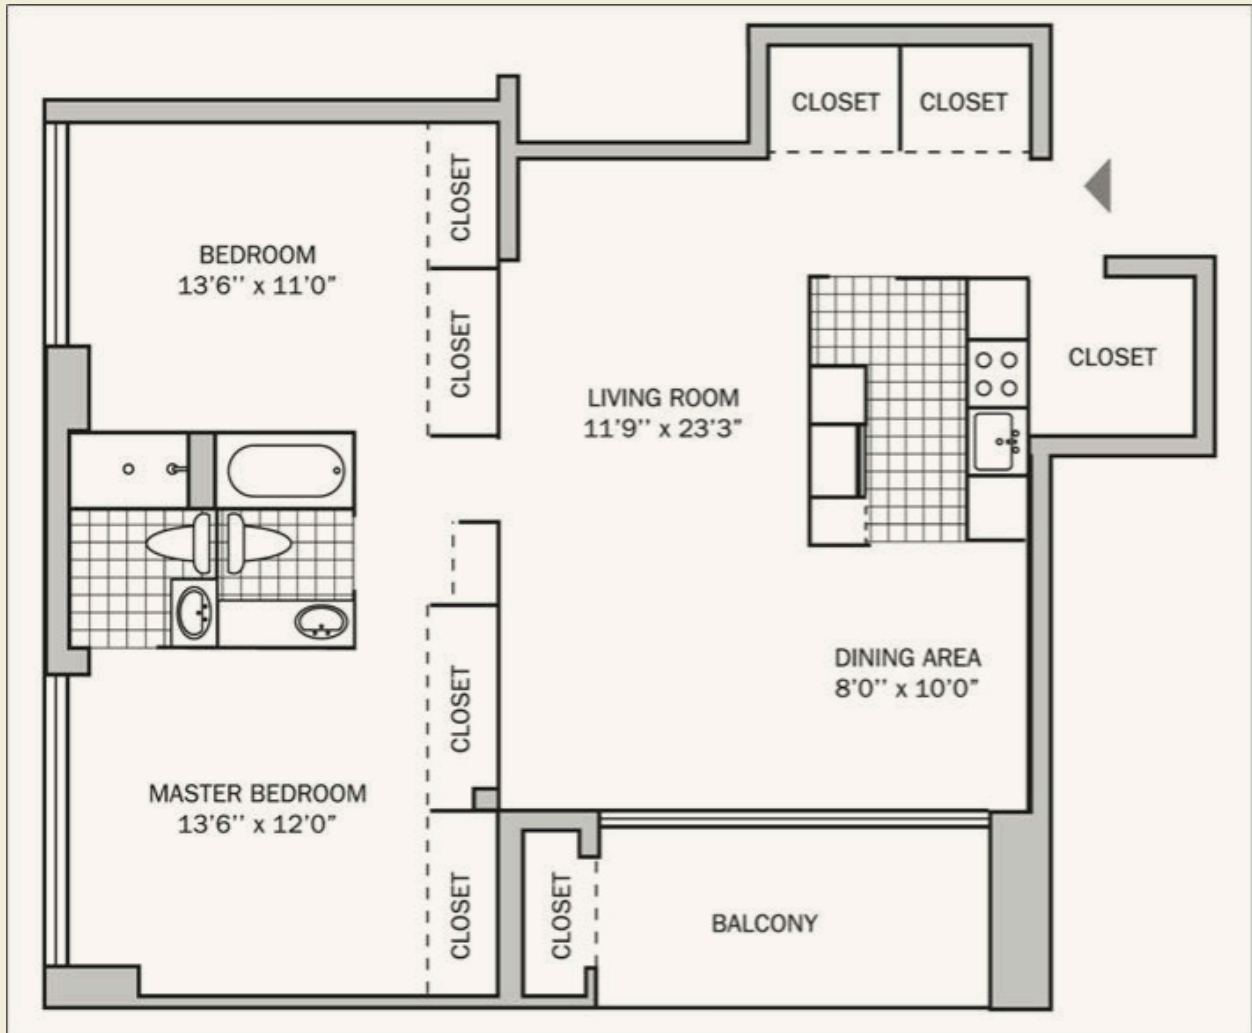 CLOSET
CLOSET
CLOSET
BEDROOM
13'6'' x 11'0"
CLOSET
CLOSET
LIVING ROOM
11'9'' x 23'3"
DINING AREA
8'0'' x 10'0"
CLOSET
MASTER BEDROOM
13'6'' x 12'0"
CLOSET
CLOSET
BALCONY